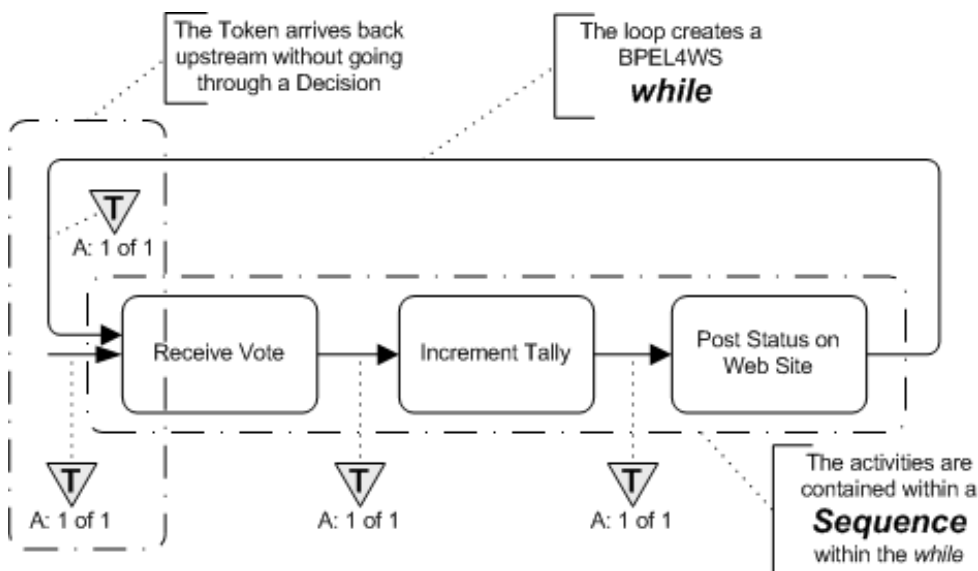 The Token arrives back
upstream without going
through a Decision
The loop creates a
BPEL4WS
while
T
A: 1 of 1
Receive Vote
Increment Tally
Post Status on
Web Site
T
A: 1 of 1
T
A: 1 of 1
T
A: 1 of 1
The activities are
contained within a
Sequence
within the while